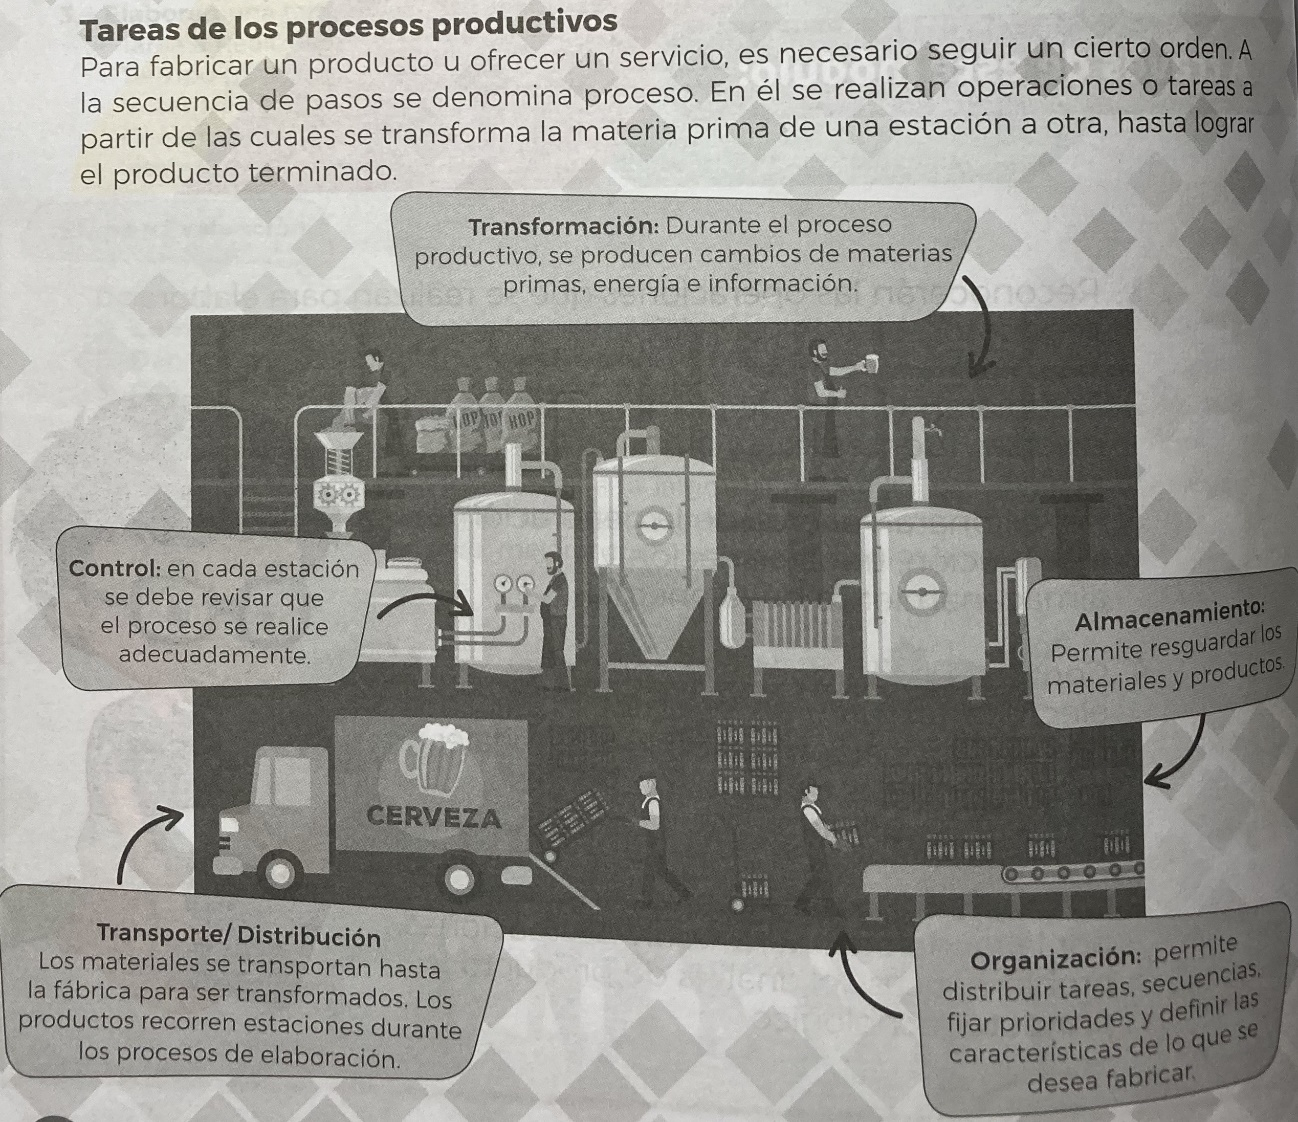 Tareas de los procesos productivos
Para fabricar un producto u ofrecer un servicio, es necesario seguir un cierto orden. A
la secuencia de pasos se denomina proceso. En él se realizan operaciones o tareas a
partir de las cuales se transforma la materia prima de una estación a otra, hasta lograr
el producto terminado.
Transformación: Durante el proceso
productivo, se producen cambios de materias
primas, energía e información.
HOP
Control: en cada estación
se debe revisar que
el proceso se realice
adecuadamente.
Almacenamiento:
Permite resguardar los
materiales y productos.
CERVEZA
Transporte/ Distribución
Los materiales se transportan hasta
la fábrica para ser transformados. Los
productos recorren estaciones durante
los procesos de elaboración.
Organización: permite
distribuir tareas, secuencias,
fijar prioridades y definir las
características de lo que se
desea fabricar.